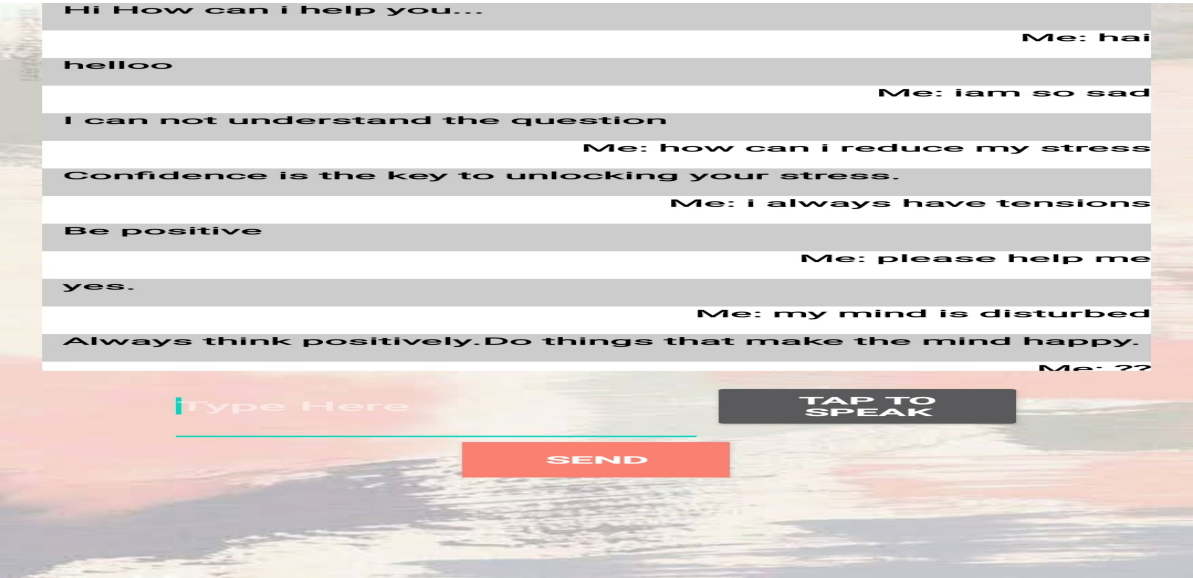 Hi How can i help you...
Me: hai
helloo
Me: iam so sad
I can not understand the question
Me: how can i reduce my stress
Confidence is the key to unlocking your stress.
Me: i always have tensions
Be positive
Me: please help me
yes.
Me: my mind is disturbed
Always think positively.Do things that make the mind happy.
Me: ??
Type Here
TAP TO
SPEAK
SEND